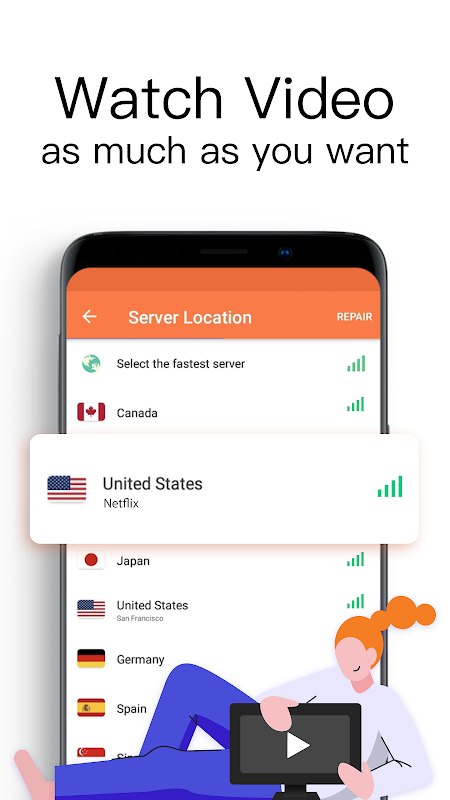 Watch Video
as much as you want
Server Location
REPAIR
Select the fastest server
Canada
United States
Netflix
Japan
United States
San Francisco
Germany
Spain